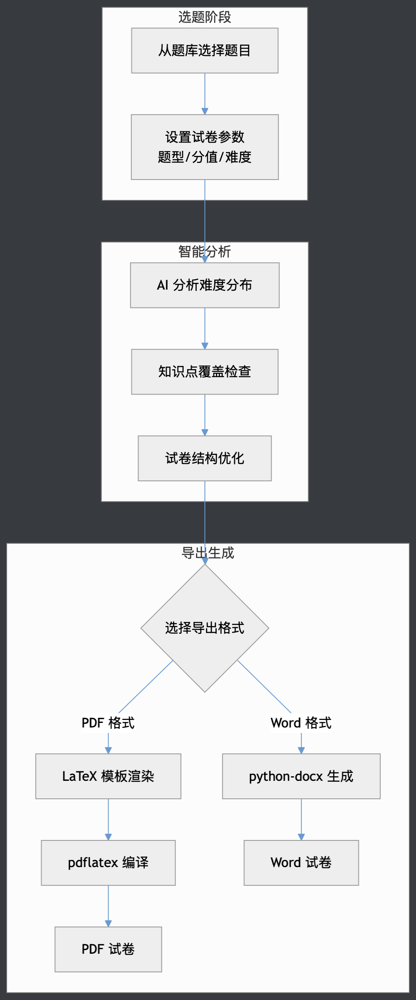 选题阶段
从题库选择题目
设置试卷参数
题型/分值/难度
智能分析
AI 分析难度分布
知识点覆盖检查
试卷结构优化
导出生成
选择导出格式
PDF 格式
Word 格式
LaTeX 模板渲染
python-docx 生成
pdflatex 编译
Word 试卷
PDF 试卷